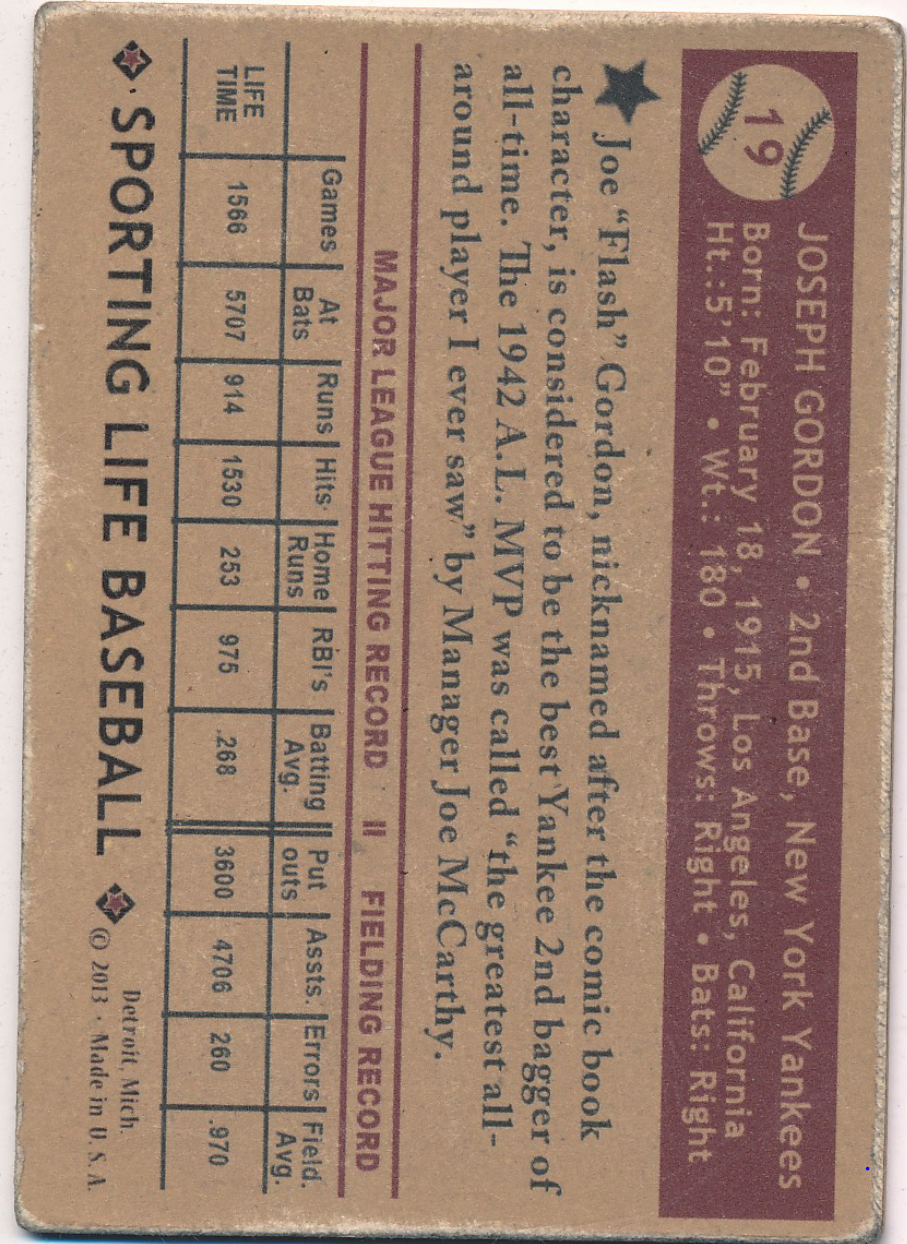 19
JOSEPH GORDON • 2nd Base, New York Yankees
Born: February 18, 1915, Los Angeles, California
Ht.:5’10” • Wt.: 180 • Throws: Right • Bats: Right
Joe “Flash” Gordon, nicknamed after the comic book
character, is considered to be the best Yankee 2nd bagger of
all-time. The 1942 A.L. MVP was called “the greatest all-
around player I ever saw” by Manager Joe McCarthy.
MAJOR LEAGUE HITTING RECORD II FIELDING RECORD
Games At Bats Runs Hits Home Runs RBI's Batting Avg. Put outs Assts. Errors Field. Avg.
LIFE TIME 1566 5707 914 1530 253 975 .268 3600 4706 260 .970
SPORTING LIFE BASEBALL
Detroit, Mich.
© 2013 · Made in U.S.A.